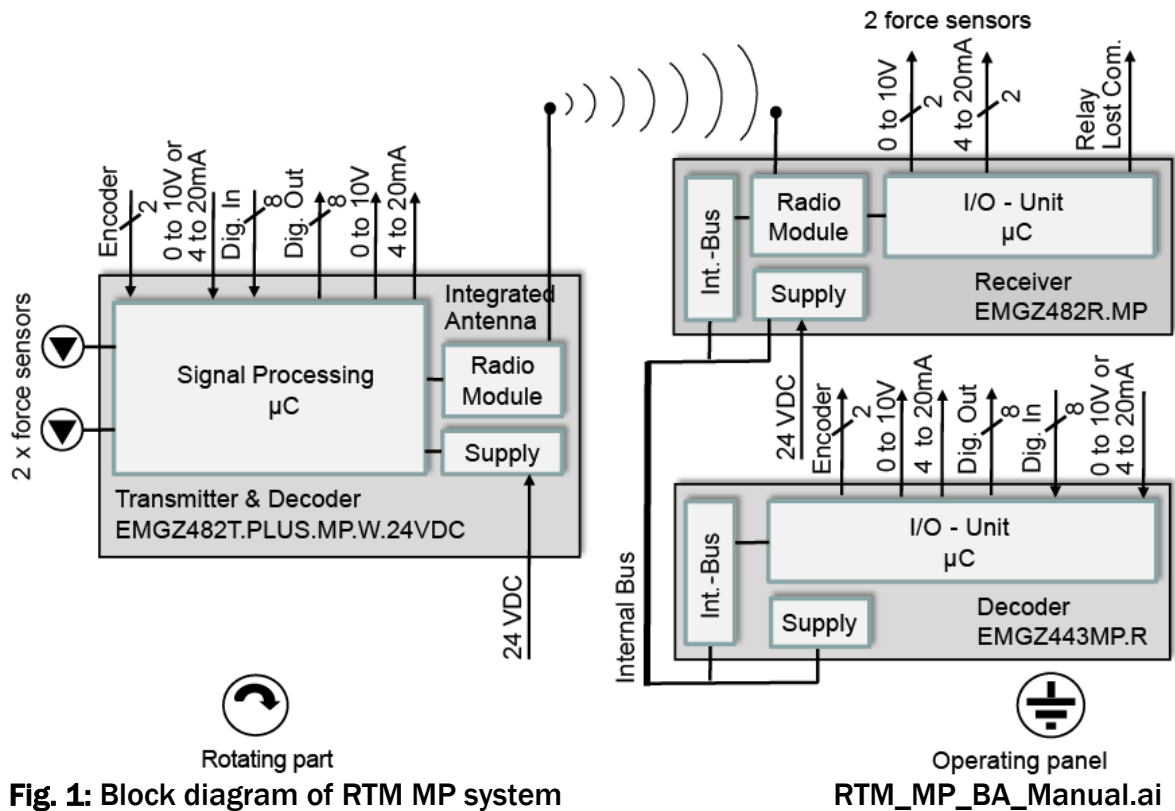 2 force sensors
0 to 10V
2
4 to 20mA
2
Relay
Lost Com.
Encoder
2
0 to 10V or
4 to 20mA
Dig. In
8
Dig. Out
8
0 to 10V
4 to 20mA
2 x force sensors
Signal Processing
µC
Integrated
Antenna
Radio
Module
Supply
Transmitter & Decoder
EMGZ482T.PLUS.MP.W.24VDC
24 VDC
Int.-Bus
Radio
Module
I/O - Unit
µC
Supply
Receiver
EMGZ482R.MP
24 VDC
Encoder
2
0 to 10V
4 to 20mA
Dig. Out
8
Dig. In
8
0 to 10V or
4 to 20mA
Internal Bus
Int.-Bus
I/O - Unit
µC
Supply
Decoder
EMGZ443MP.R
Rotating part
Operating panel
Fig. 1: Block diagram of RTM MP system
RTM_MP_BA_Manual.ai